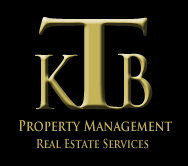 KTB
PROPERTY MANAGEMENT
REAL ESTATE SERVICES